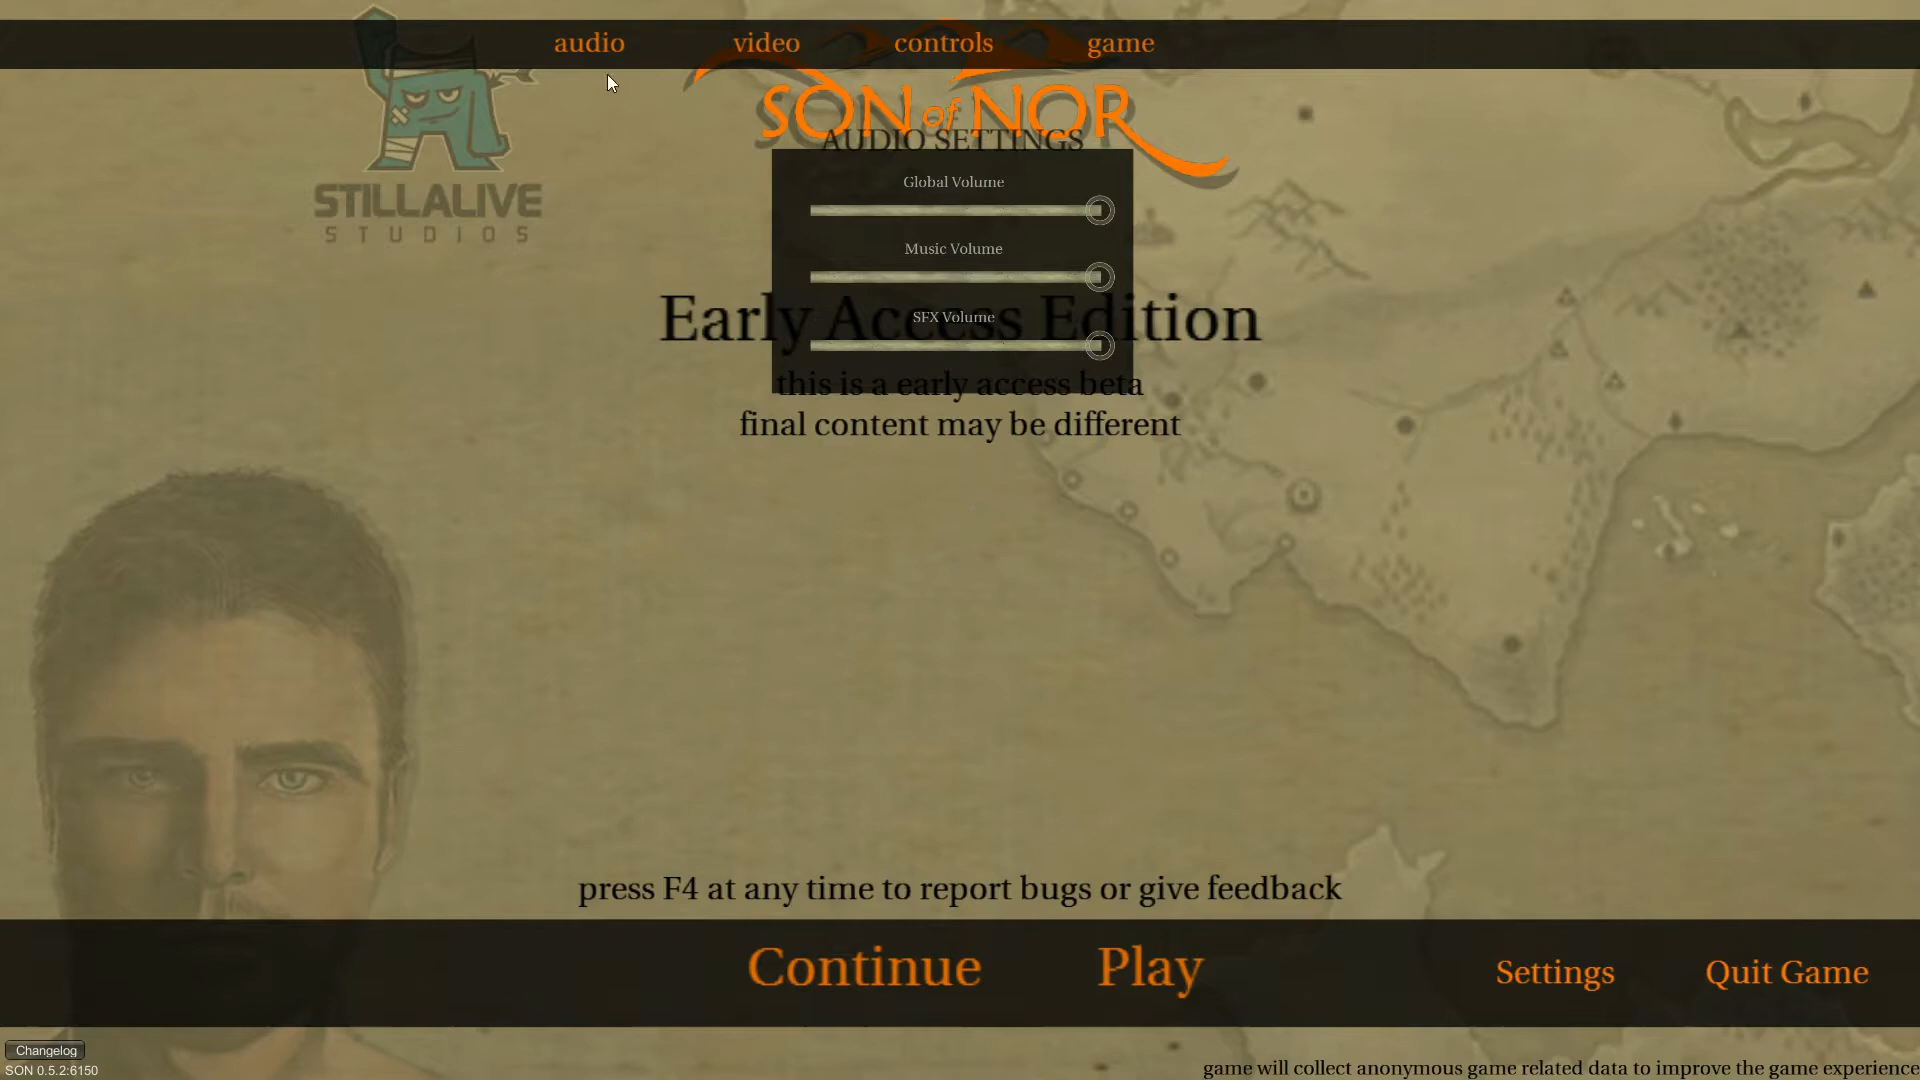 audio video controls game
SON of NOR
AUDIO SETTINGS
STILLALIVE
STUDIOS
Global Volume
Music Volume
SFX Volume
Early Access Edition
this is a early access beta
final content may be different
press F4 at any time to report bugs or give feedback
Continue Play Settings Quit Game
Changelog
SON 0.5.2:6150
game will collect anonymous game related data to improve the game experience